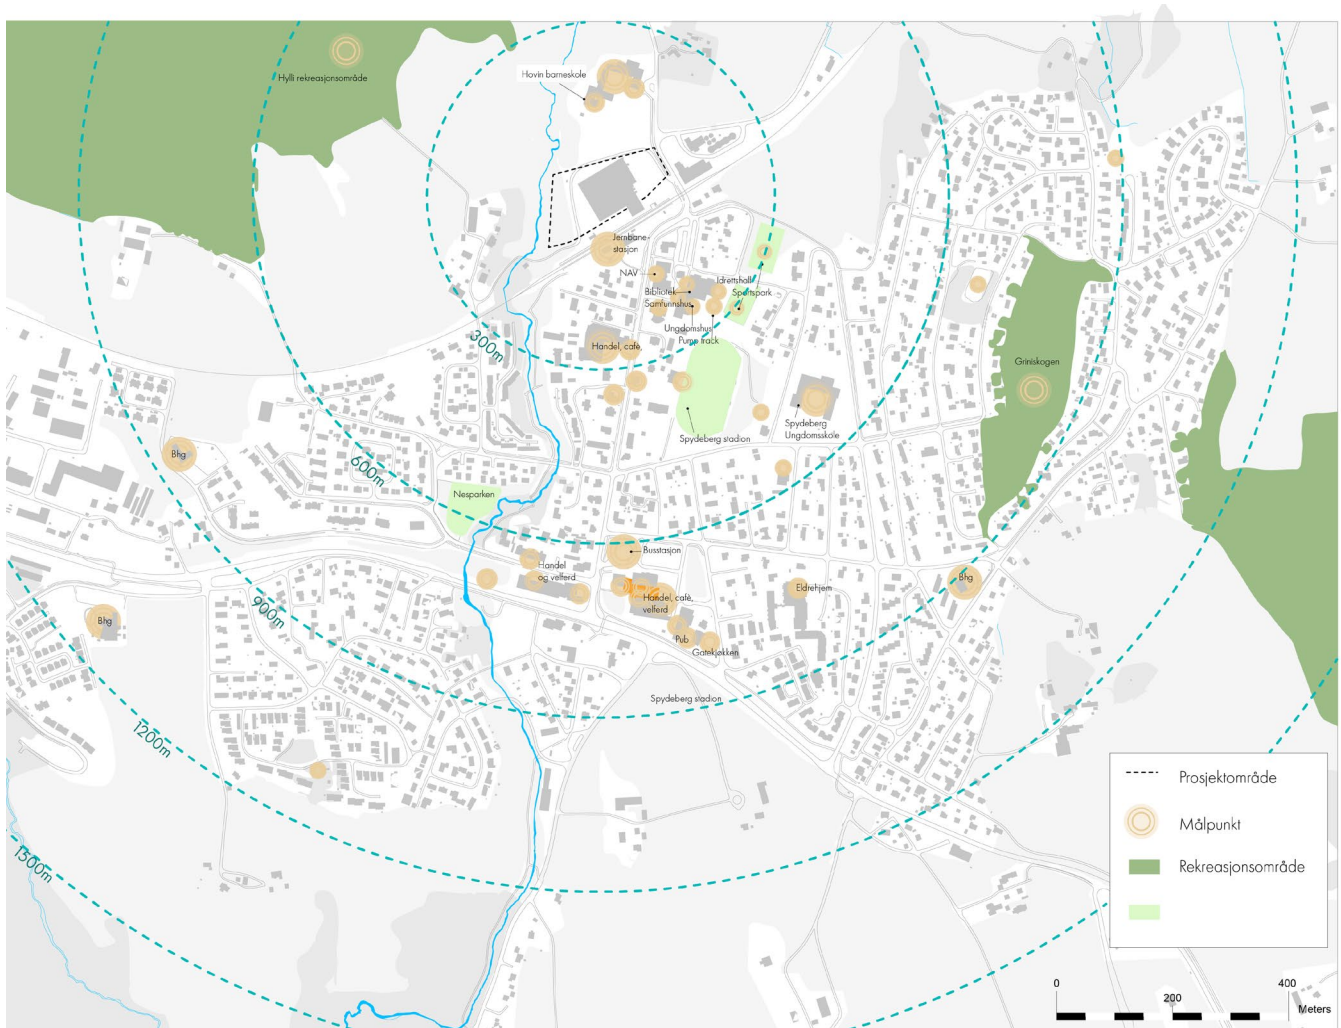 Hovin barneskole
Hylli rekreasjonsområde
Jernbane-
stasjon
NAV
Idrettshall
Bibliotek
Sportspark
Samfunnshus
Ungdomshus
Pump track
300m
Handel, cafè,
Griniskogen
Spydeberg
Ungdomsskole
Spydeberg stadion
Bhg
600m
Nesparken
Busstasjon
Handel
og velferd
Bhg
Eldrehjem
Handel, cafè,
velferd
900m
Bhg
Pub
Gatekjøkken
Spydeberg stadion
1200m
1500m
Prosjektområde
Målpunkt
Rekreasjonsområde
0
200
400
Meters